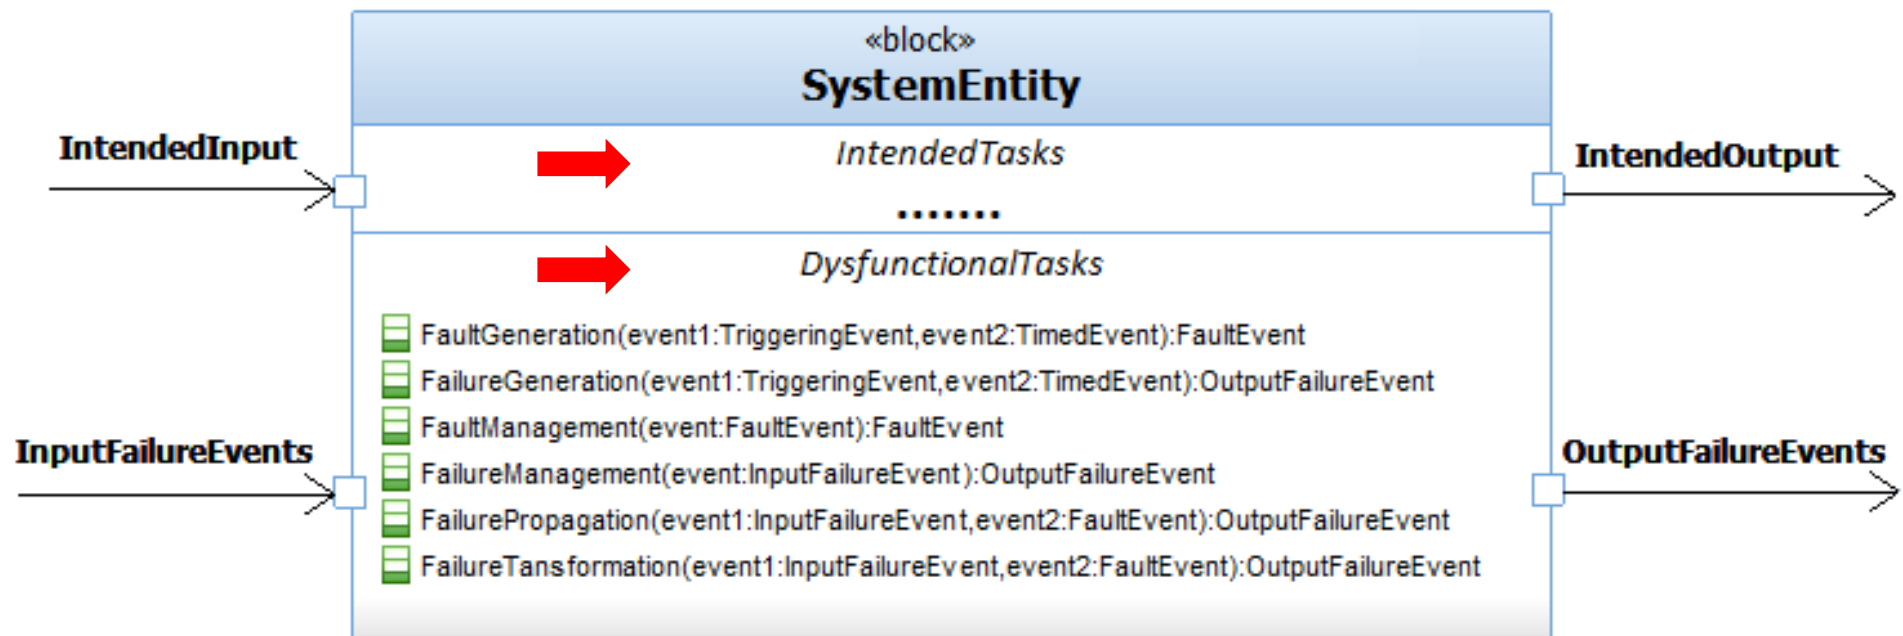 «block»
SystemEntity
IntendedInput
IntendedTasks
IntendedOutput
.......
DysfunctionalTasks
FaultGeneration(event1:TriggeringEvent,event2:TimedEvent):FaultEvent
FailureGeneration(event1:TriggeringEvent,event2:TimedEvent):OutputFailureEvent
FaultManagement(event:FaultEvent):FaultEvent
InputFailureEvents
OutputFailureEvents
FailureManagement(event:InputFailureEvent):OutputFailureEvent
FailurePropagation(event1:InputFailureEvent,event2:FaultEvent):OutputFailureEvent
FailureTansformation(event1:InputFailureEvent,event2:FaultEvent):OutputFailureEvent